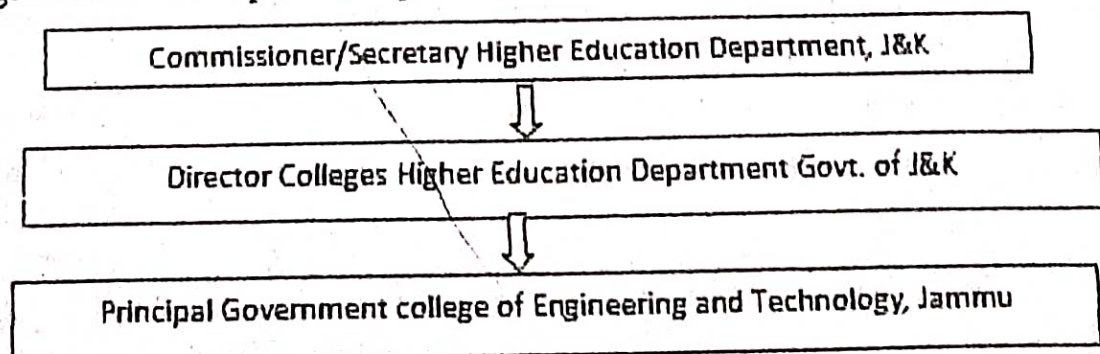 Commissioner/Secretary Higher Education Department, J&K
Director Colleges Higher Education Department Govt. of J&K
Principal Government college of Engineering and Technology, Jammu